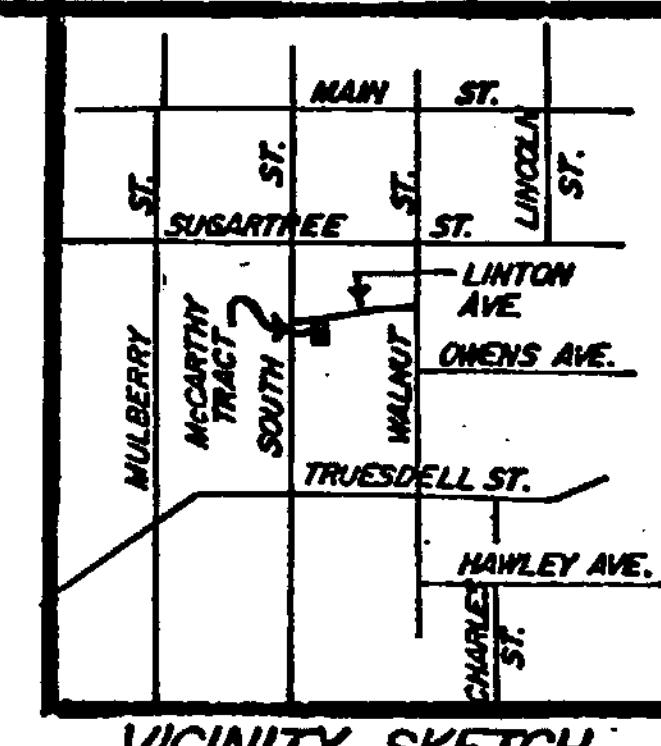 MAIN ST.
LINCOLN ST.
ST.
ST.
ST.
SUGARTREE ST.
LINTON
AVE.
McCARTHY
TRACT
MULBERRY
SOUTH
WALNUT
OWENS AVE.
TRUESDELL ST.
HAWLEY AVE.
CHARLES ST.
VICINITY SKETCH